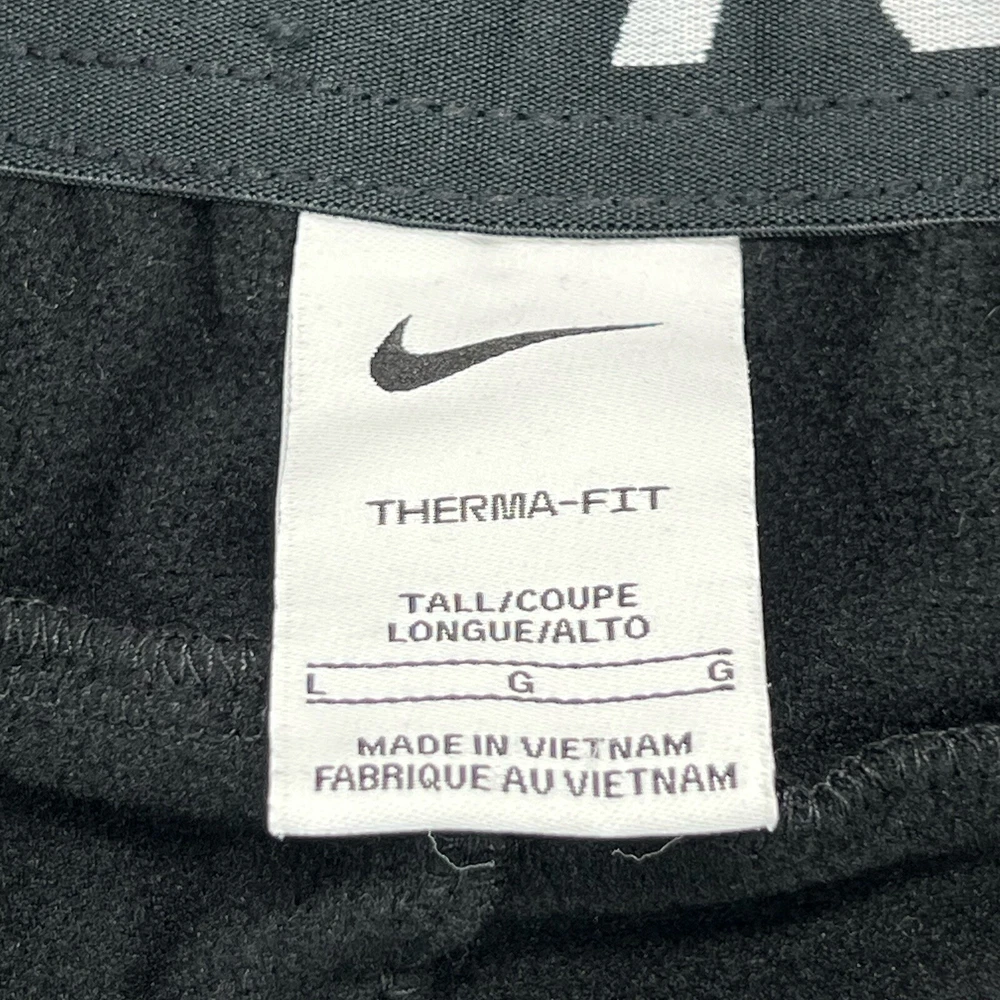 THERMA-FIT
TALL/COUPE
LONGUE/ALTO
L G G
MADE IN VIETNAM
FABRIQUE AU VIETNAM